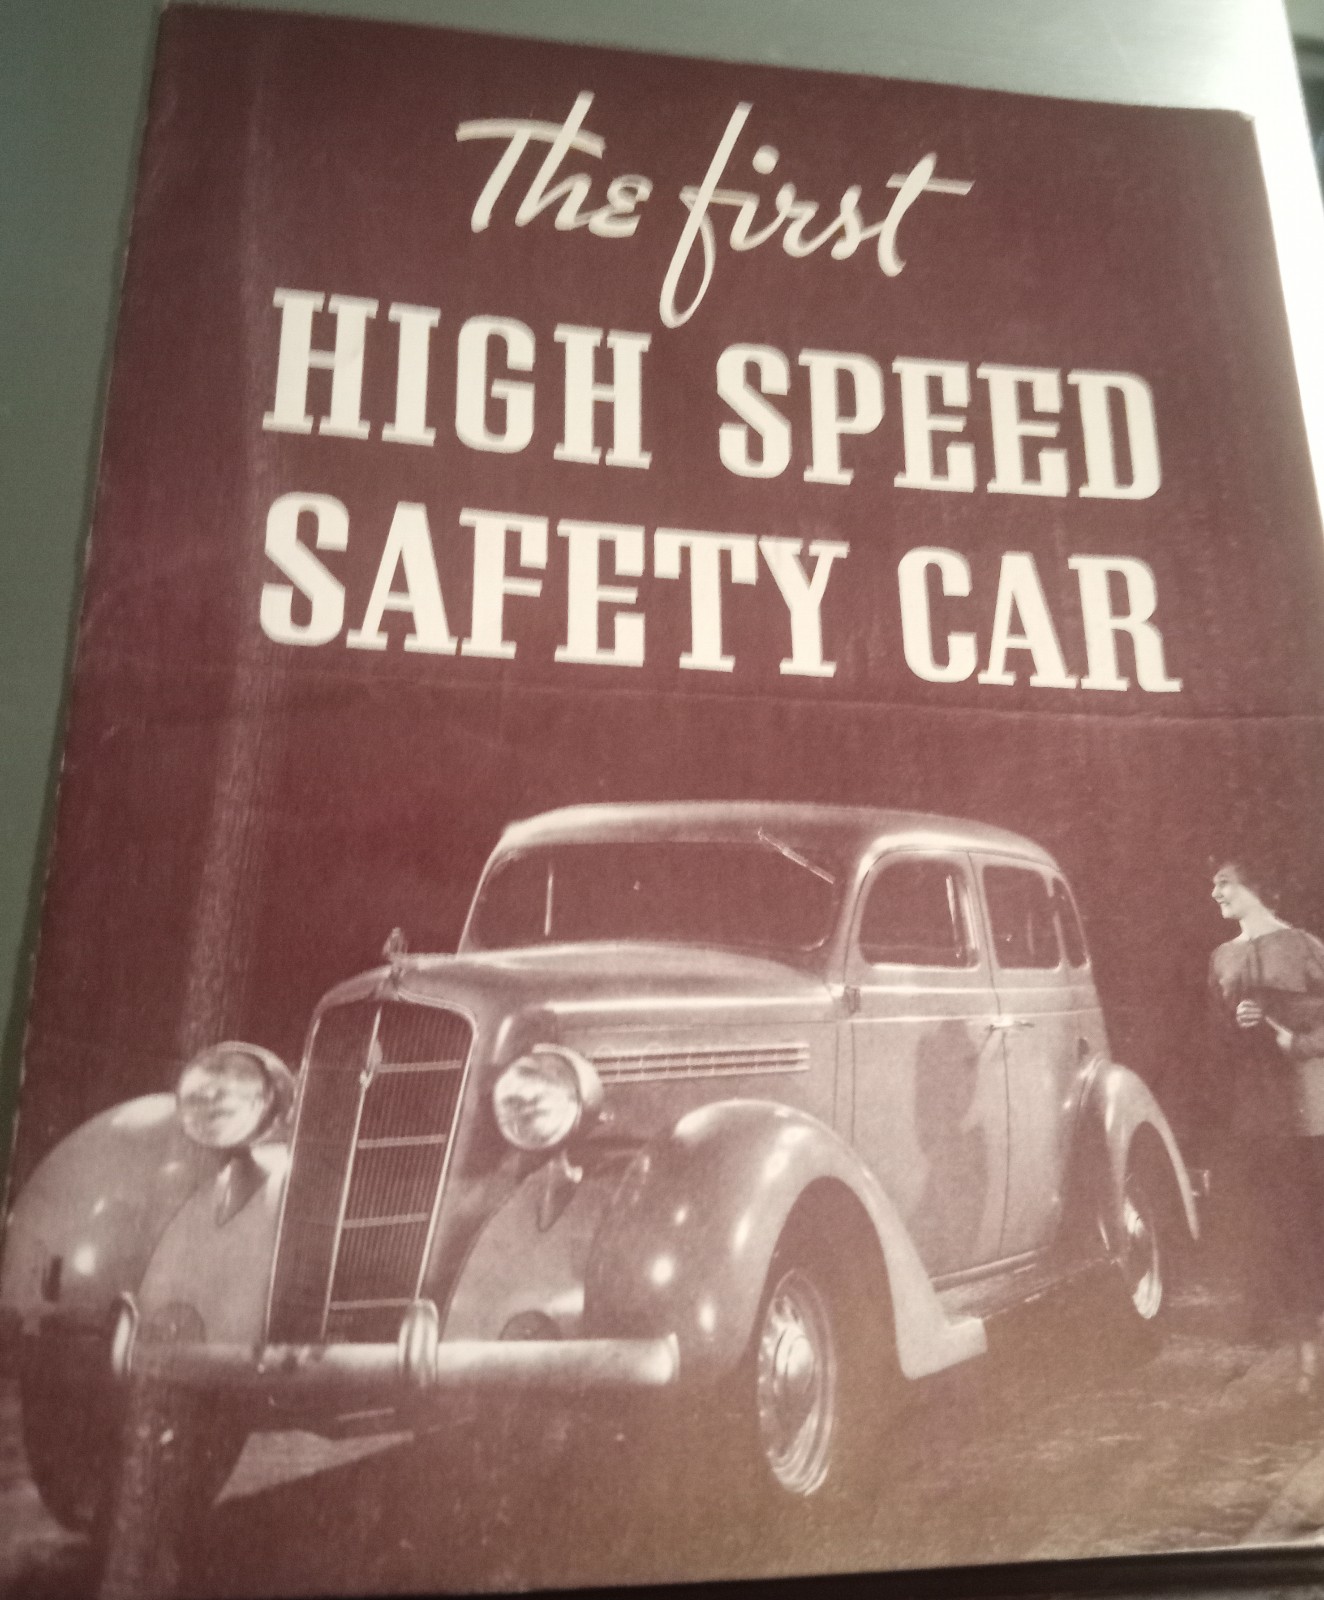 The first
HIGH SPEED
SAFETY CAR